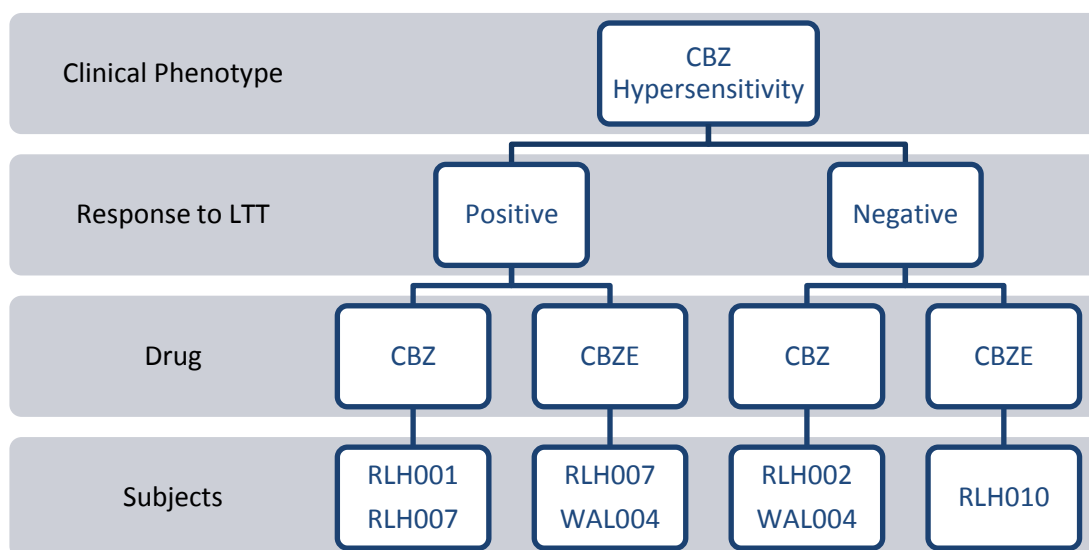 Clinical Phenotype
CBZ
Hypersensitivity
Response to LTT
Positive
Negative
Drug
CBZ
CBZE
CBZ
CBZE
Subjects
RLH001
RLH007
RLH007
WAL004
RLH002
WAL004
RLH010